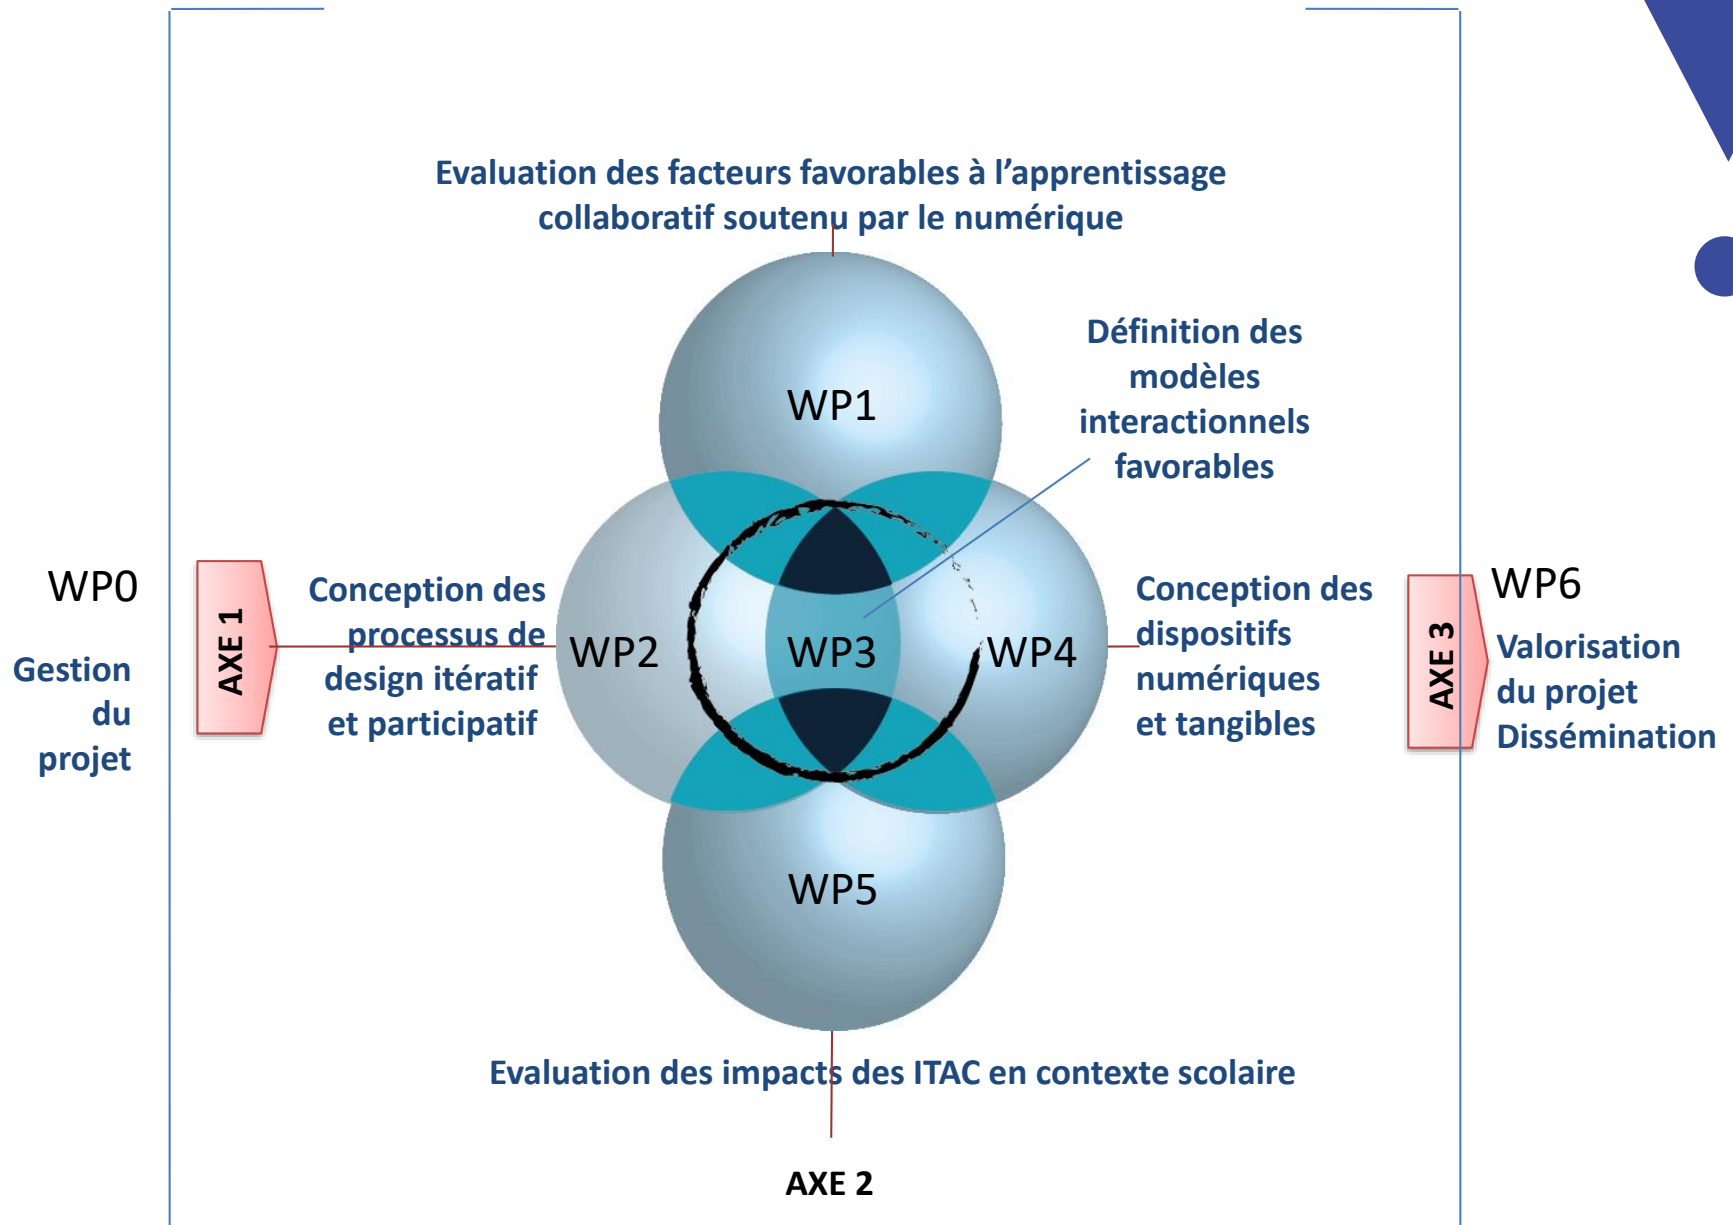 Evaluation des facteurs favorables à l’apprentissage
collaboratif soutenu par le numérique
WP1
Définition des
modèles
interactionnels
favorables
WP0
Gestion
du
projet
AXE 1
Conception des
processus de
design itératif
et participatif
WP2
WP3
WP4
Conception des
dispositifs
numériques
et tangibles
AXE 3
WP6
Valorisation
du projet
Dissémination
WP5
Evaluation des impacts des ITAC en contexte scolaire
AXE 2